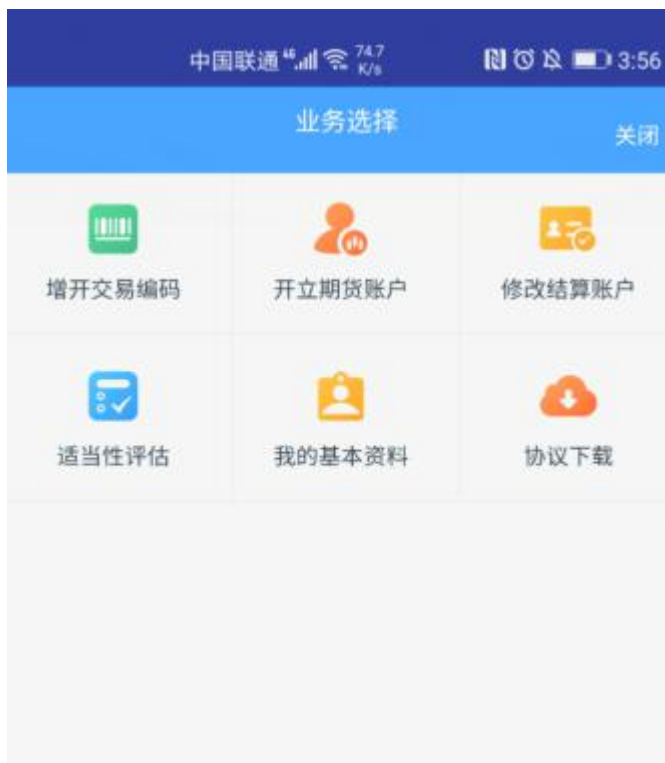 中国联通 46 74.7 K/s 3:56
业务选择
关闭
增开交易编码 开立期货账户 修改结算账户
适当性评估 我的基本资料 协议下载